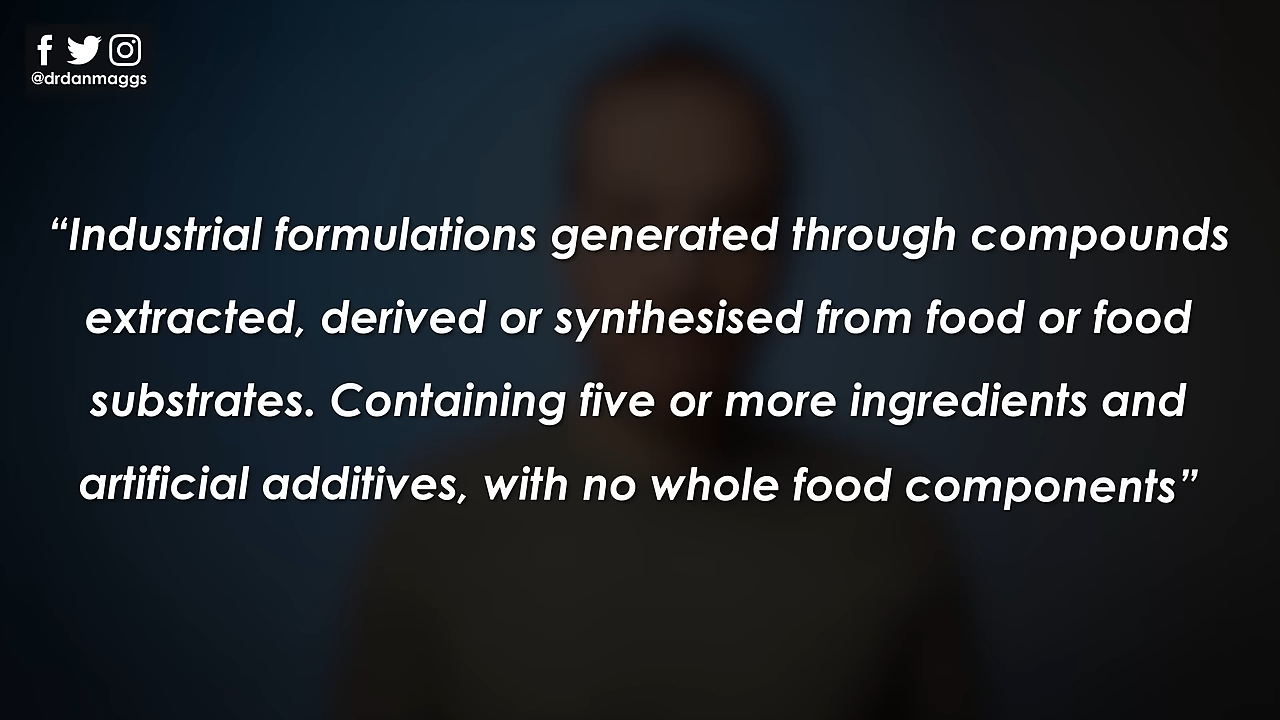 @drdanmaggs
“Industrial formulations generated through compounds
extracted, derived or synthesised from food or food
substrates. Containing five or more ingredients and
artificial additives, with no whole food components”